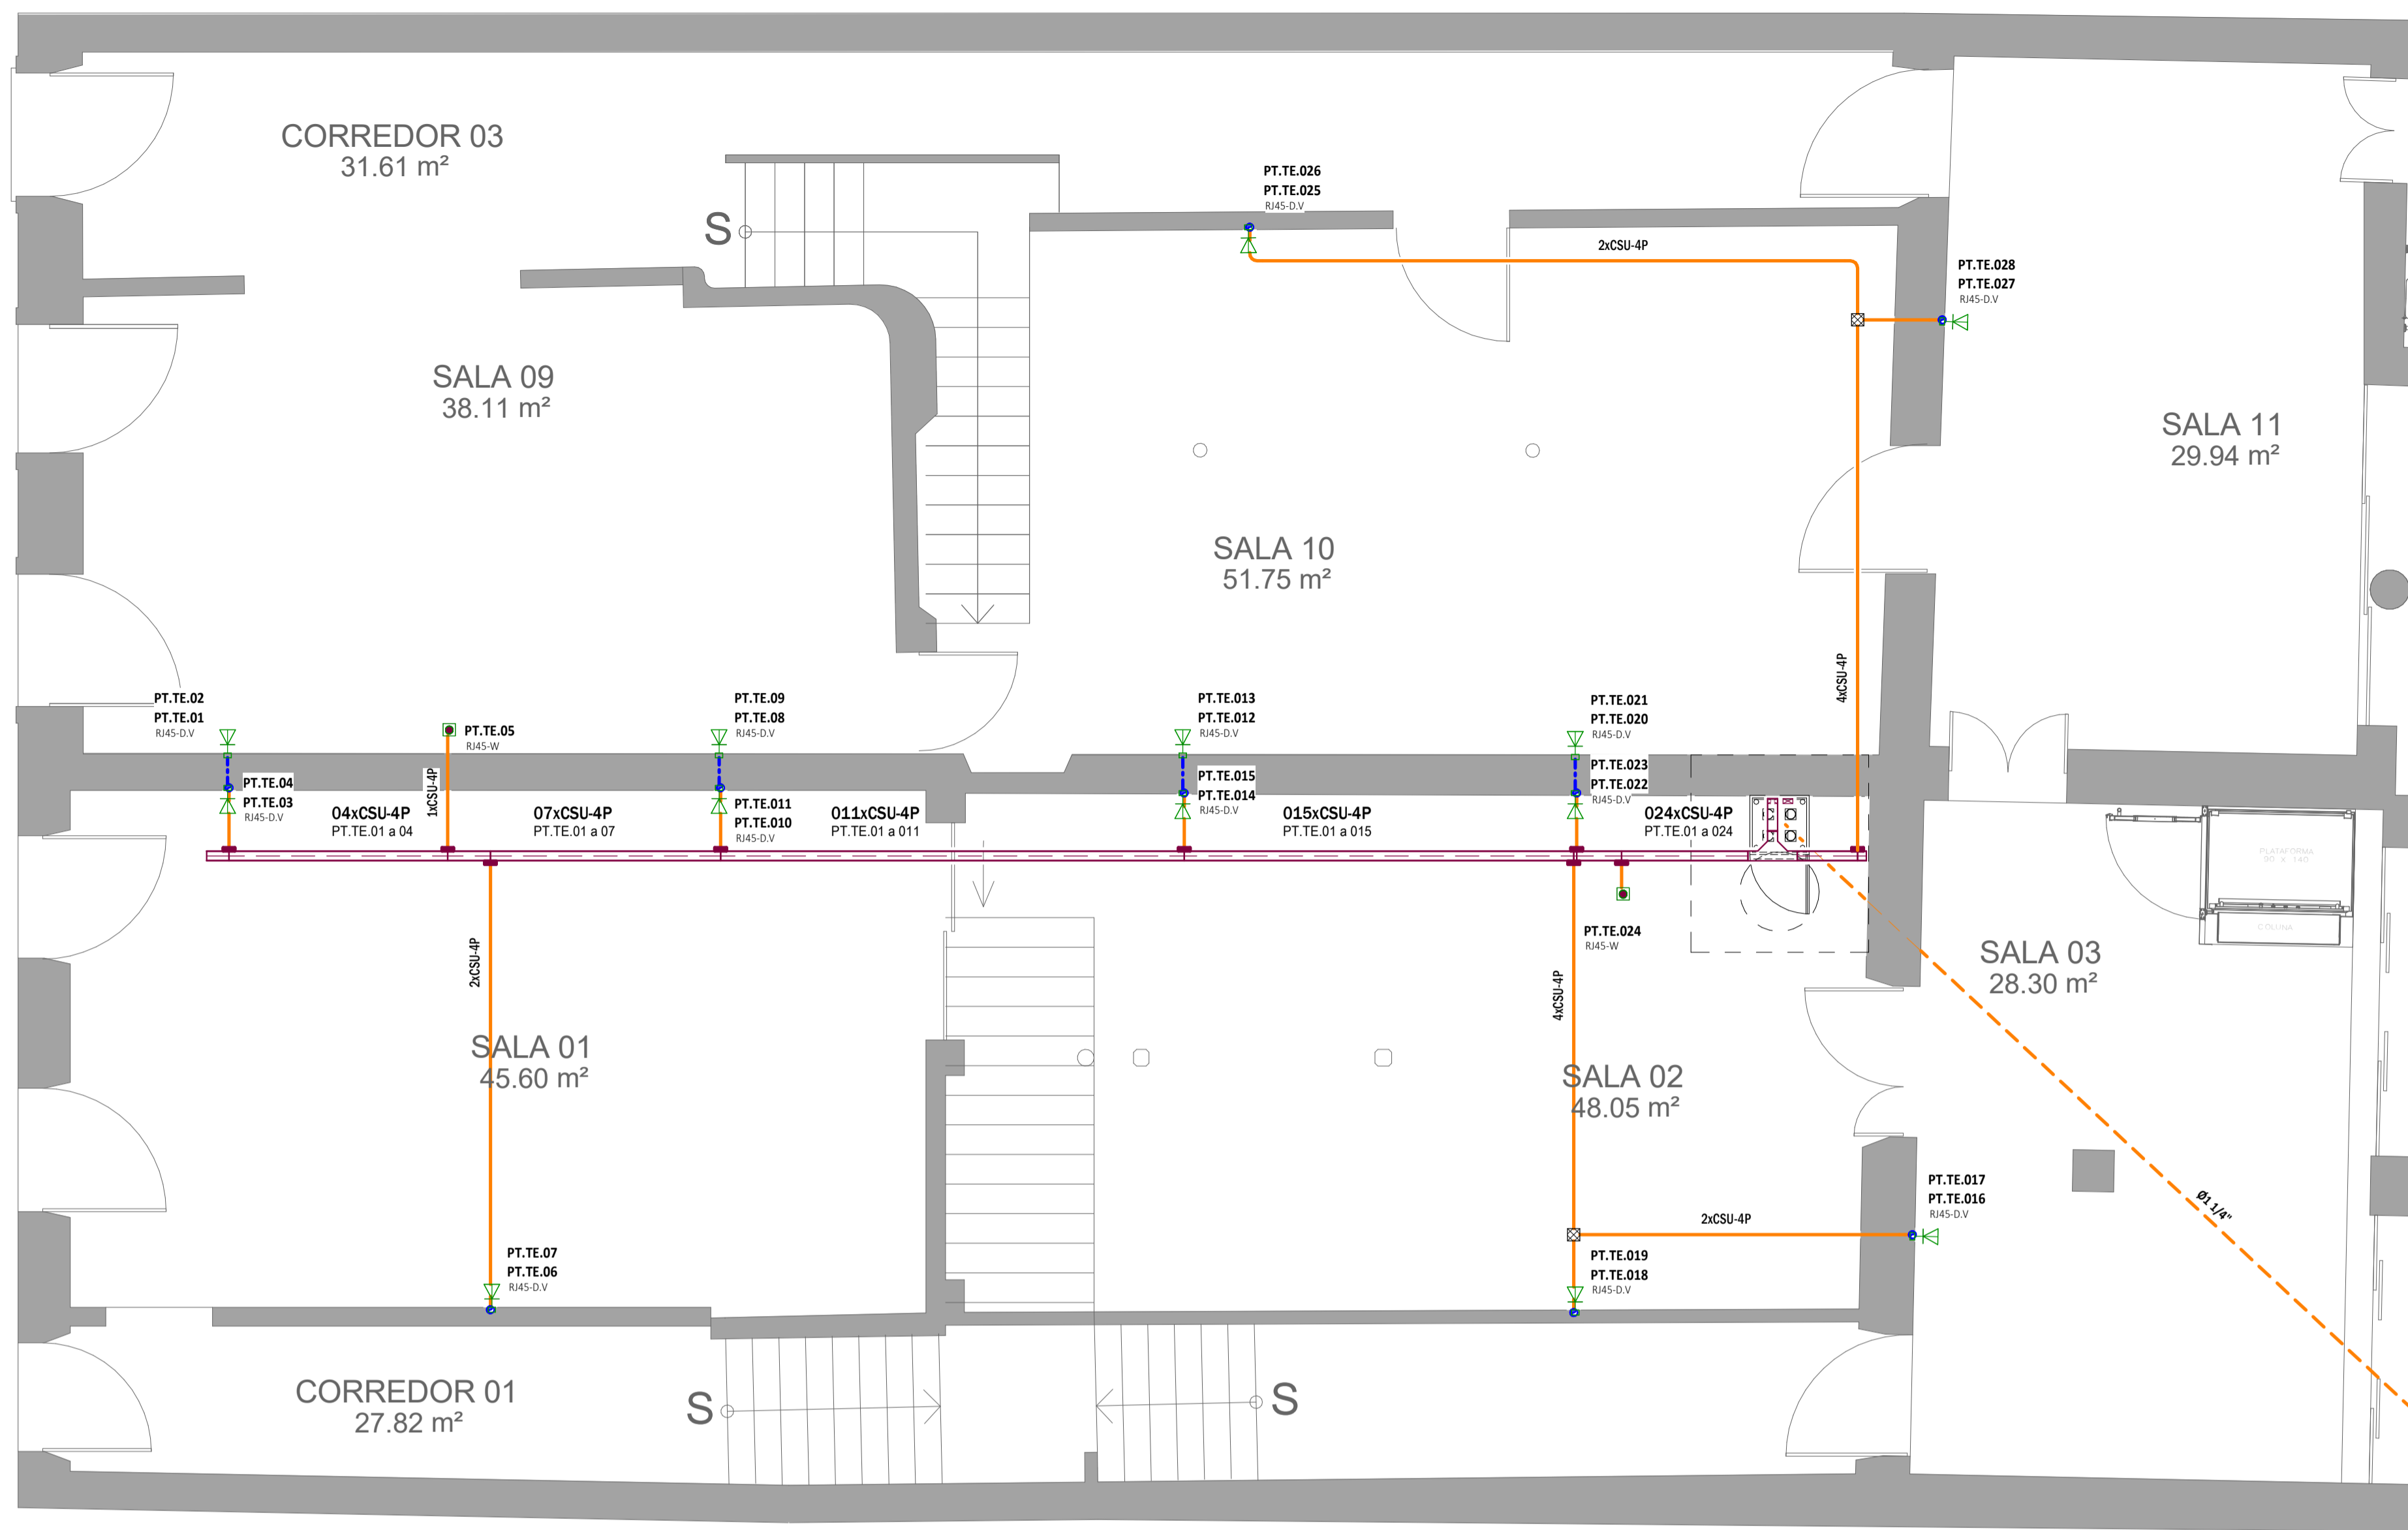 CORREDOR 03
31.61 m²
S
PT.TE.026
PT.TE.025
RJ45-D.V
2xCSU-4P
PT.TE.028
PT.TE.027
RJ45-D.V
SALA 09
38.11 m²
SALA 11
29.94 m²
SALA 10
51.75 m²
4xCSU-4P
PT.TE.02
PT.TE.01
RJ45-D.V
PT.TE.05
RJ45-W
PT.TE.09
PT.TE.08
RJ45-D.V
PT.TE.013
PT.TE.012
RJ45-D.V
PT.TE.021
PT.TE.020
RJ45-D.V
PT.TE.04
PT.TE.03
RJ45-D.V
04xCSU-4P
PT.TE.01 a 04
1xCSU-4P
07xCSU-4P
PT.TE.01 a 07
PT.TE.011
PT.TE.010
RJ45-D.V
011xCSU-4P
PT.TE.01 a 011
PT.TE.015
PT.TE.014
RJ45-D.V
015xCSU-4P
PT.TE.01 a 015
PT.TE.023
PT.TE.022
RJ45-D.V
024xCSU-4P
PT.TE.01 a 024
PLATAFORMA
90 x 140
COLUNA
2xCSU-4P
PT.TE.024
RJ45-W
4xCSU-4P
SALA 03
28.30 m²
SALA 01
45.60 m²
SALA 02
48.05 m²
PT.TE.017
PT.TE.016
RJ45-D.V
Ø1 1/4"
2xCSU-4P
PT.TE.07
PT.TE.06
RJ45-D.V
PT.TE.019
PT.TE.018
RJ45-D.V
CORREDOR 01
27.82 m²
S
S